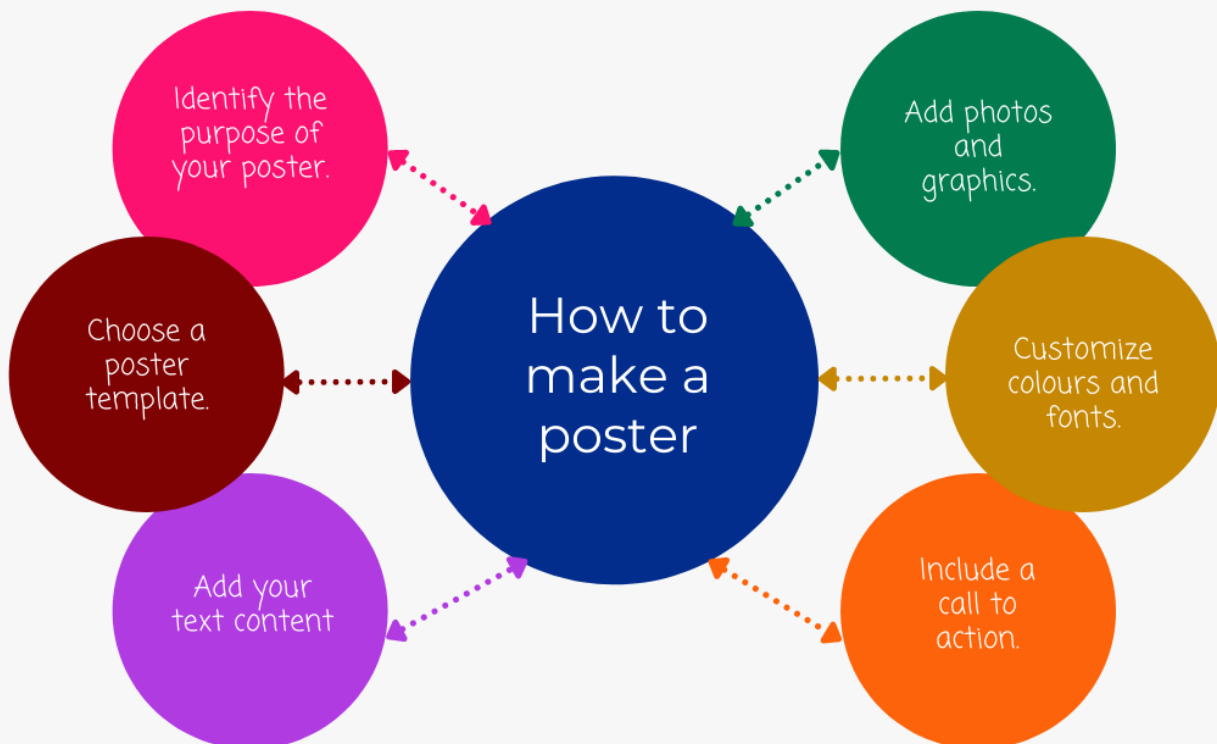 Identify the
purpose of
your poster.
Choose a
poster
template.
Add your
text content
How to
make a
poster
Add photos
and
graphics.
Customize
colours and
fonts.
Include a
call to
action.